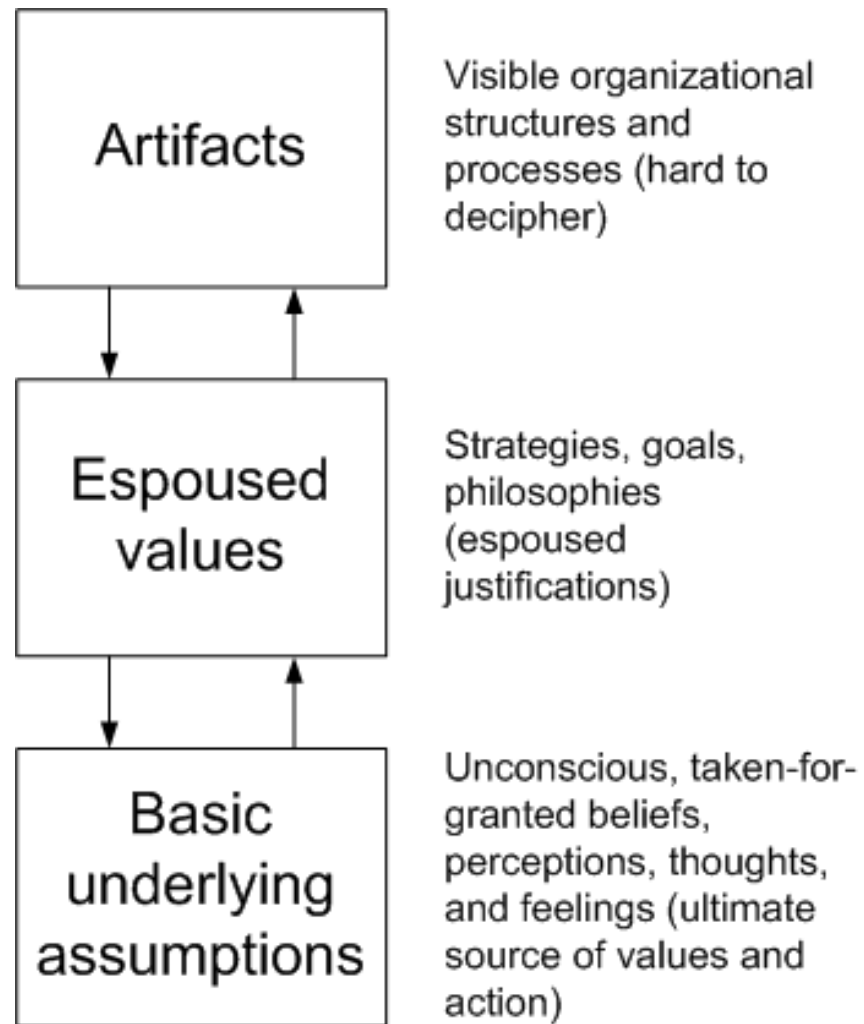 Artifacts
Visible organizational
structures and
processes (hard to
decipher)
Espoused
values
Strategies, goals,
philosophies
(espoused
justifications)
Basic
underlying
assumptions
Unconscious, taken-for-
granted beliefs,
perceptions, thoughts,
and feelings (ultimate
source of values and
action)